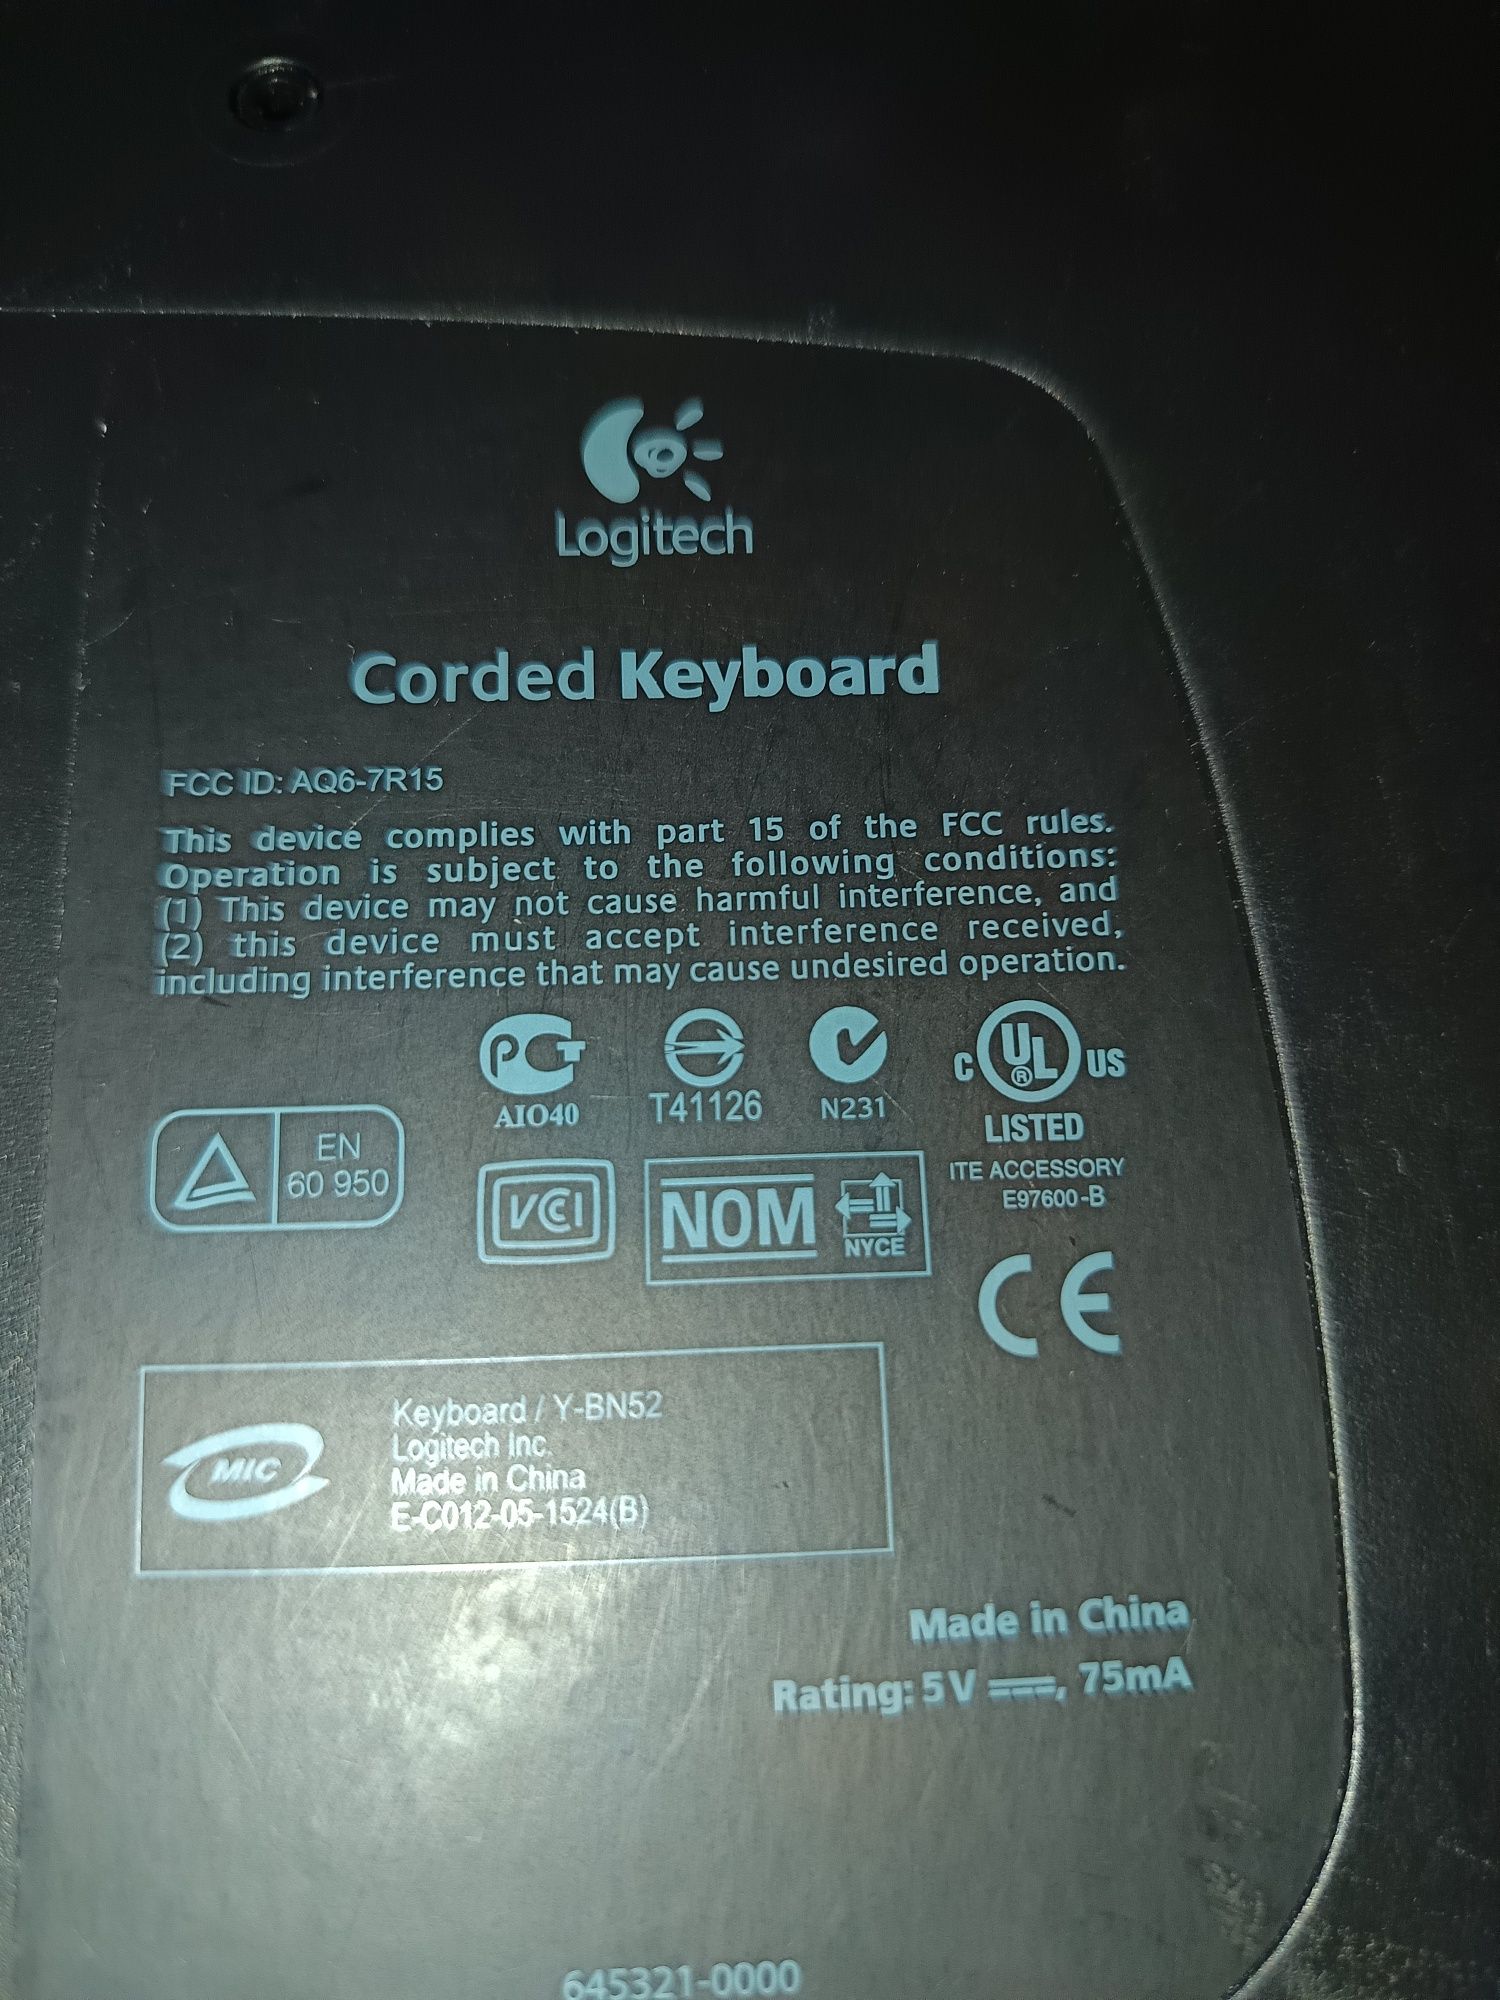 Logitech
Corded Keyboard
FCC ID: AQ6-7R15
This device complies with part 15 of the FCC rules.
Operation is subject to the following conditions:
(1) This device may not cause harmful interference, and
(2) this device must accept interference received,
including interference that may cause undesired operation.
PCT
AIO40
T41126
N231
C UL® US
LISTED
ITE ACCESSORY
E97600-B
EN
60 950
VCCI
NOM
NYCE
CE
MIC
Keyboard / Y-BN52
Logitech Inc.
Made in China
E-C012-05-1524(B)
Made in China
Rating: 5V ⎓, 75mA
645321-0000